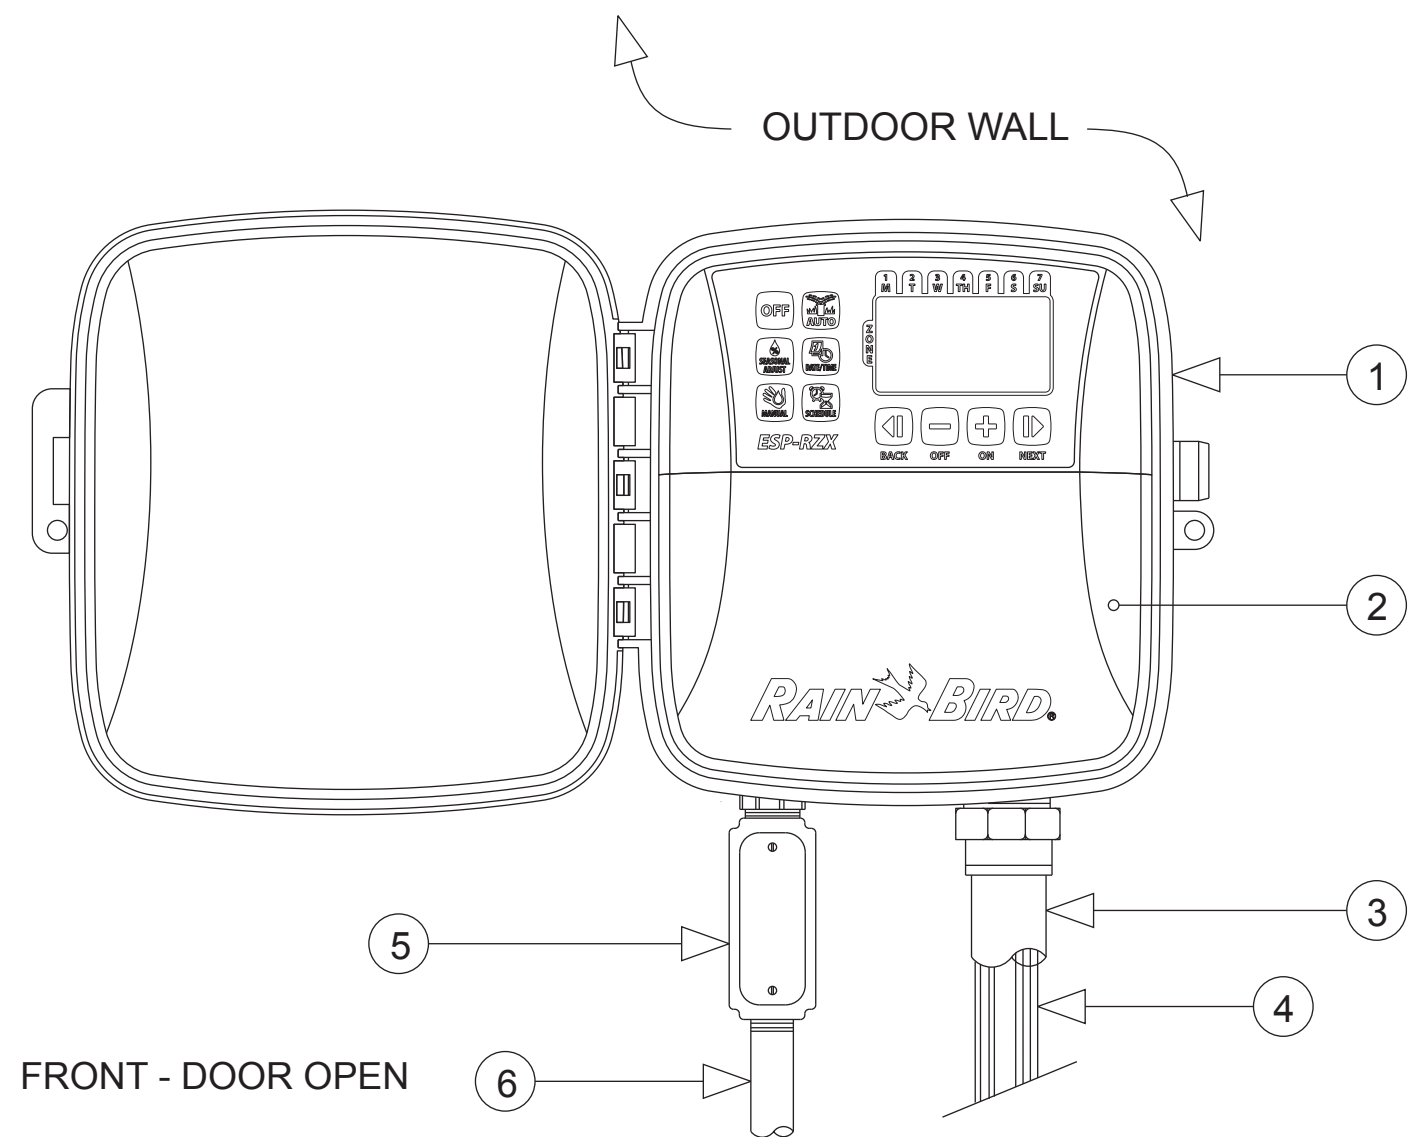 OUTDOOR WALL
1 2 3 4 5 6 7
M T W TH F S SU
OFF
AUTO
ZONE
SEASONAL
ADJUST
DATE/TIME
MANUAL
SCHEDULE
ESP-RZX
BACK OFF ON NEXT
1
2
RAIN BIRD®
3
5
4
FRONT - DOOR OPEN
6